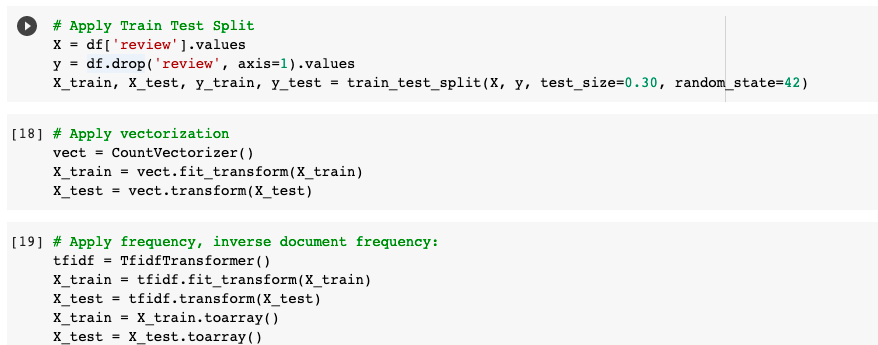 # Apply Train Test Split
X = df['review'].values
y = df.drop('review', axis=1).values
X_train, X_test, y_train, y_test = train_test_split(X, y, test_size=0.30, random_state=42)
[18] # Apply vectorization
vect = CountVectorizer()
X_train = vect.fit_transform(X_train)
X_test = vect.transform(X_test)
[19] # Apply frequency, inverse document frequency:
tfidf = TfidfTransformer()
X_train = tfidf.fit_transform(X_train)
X_test = tfidf.transform(X_test)
X_train = X_train.toarray()
X_test = X_test.toarray()